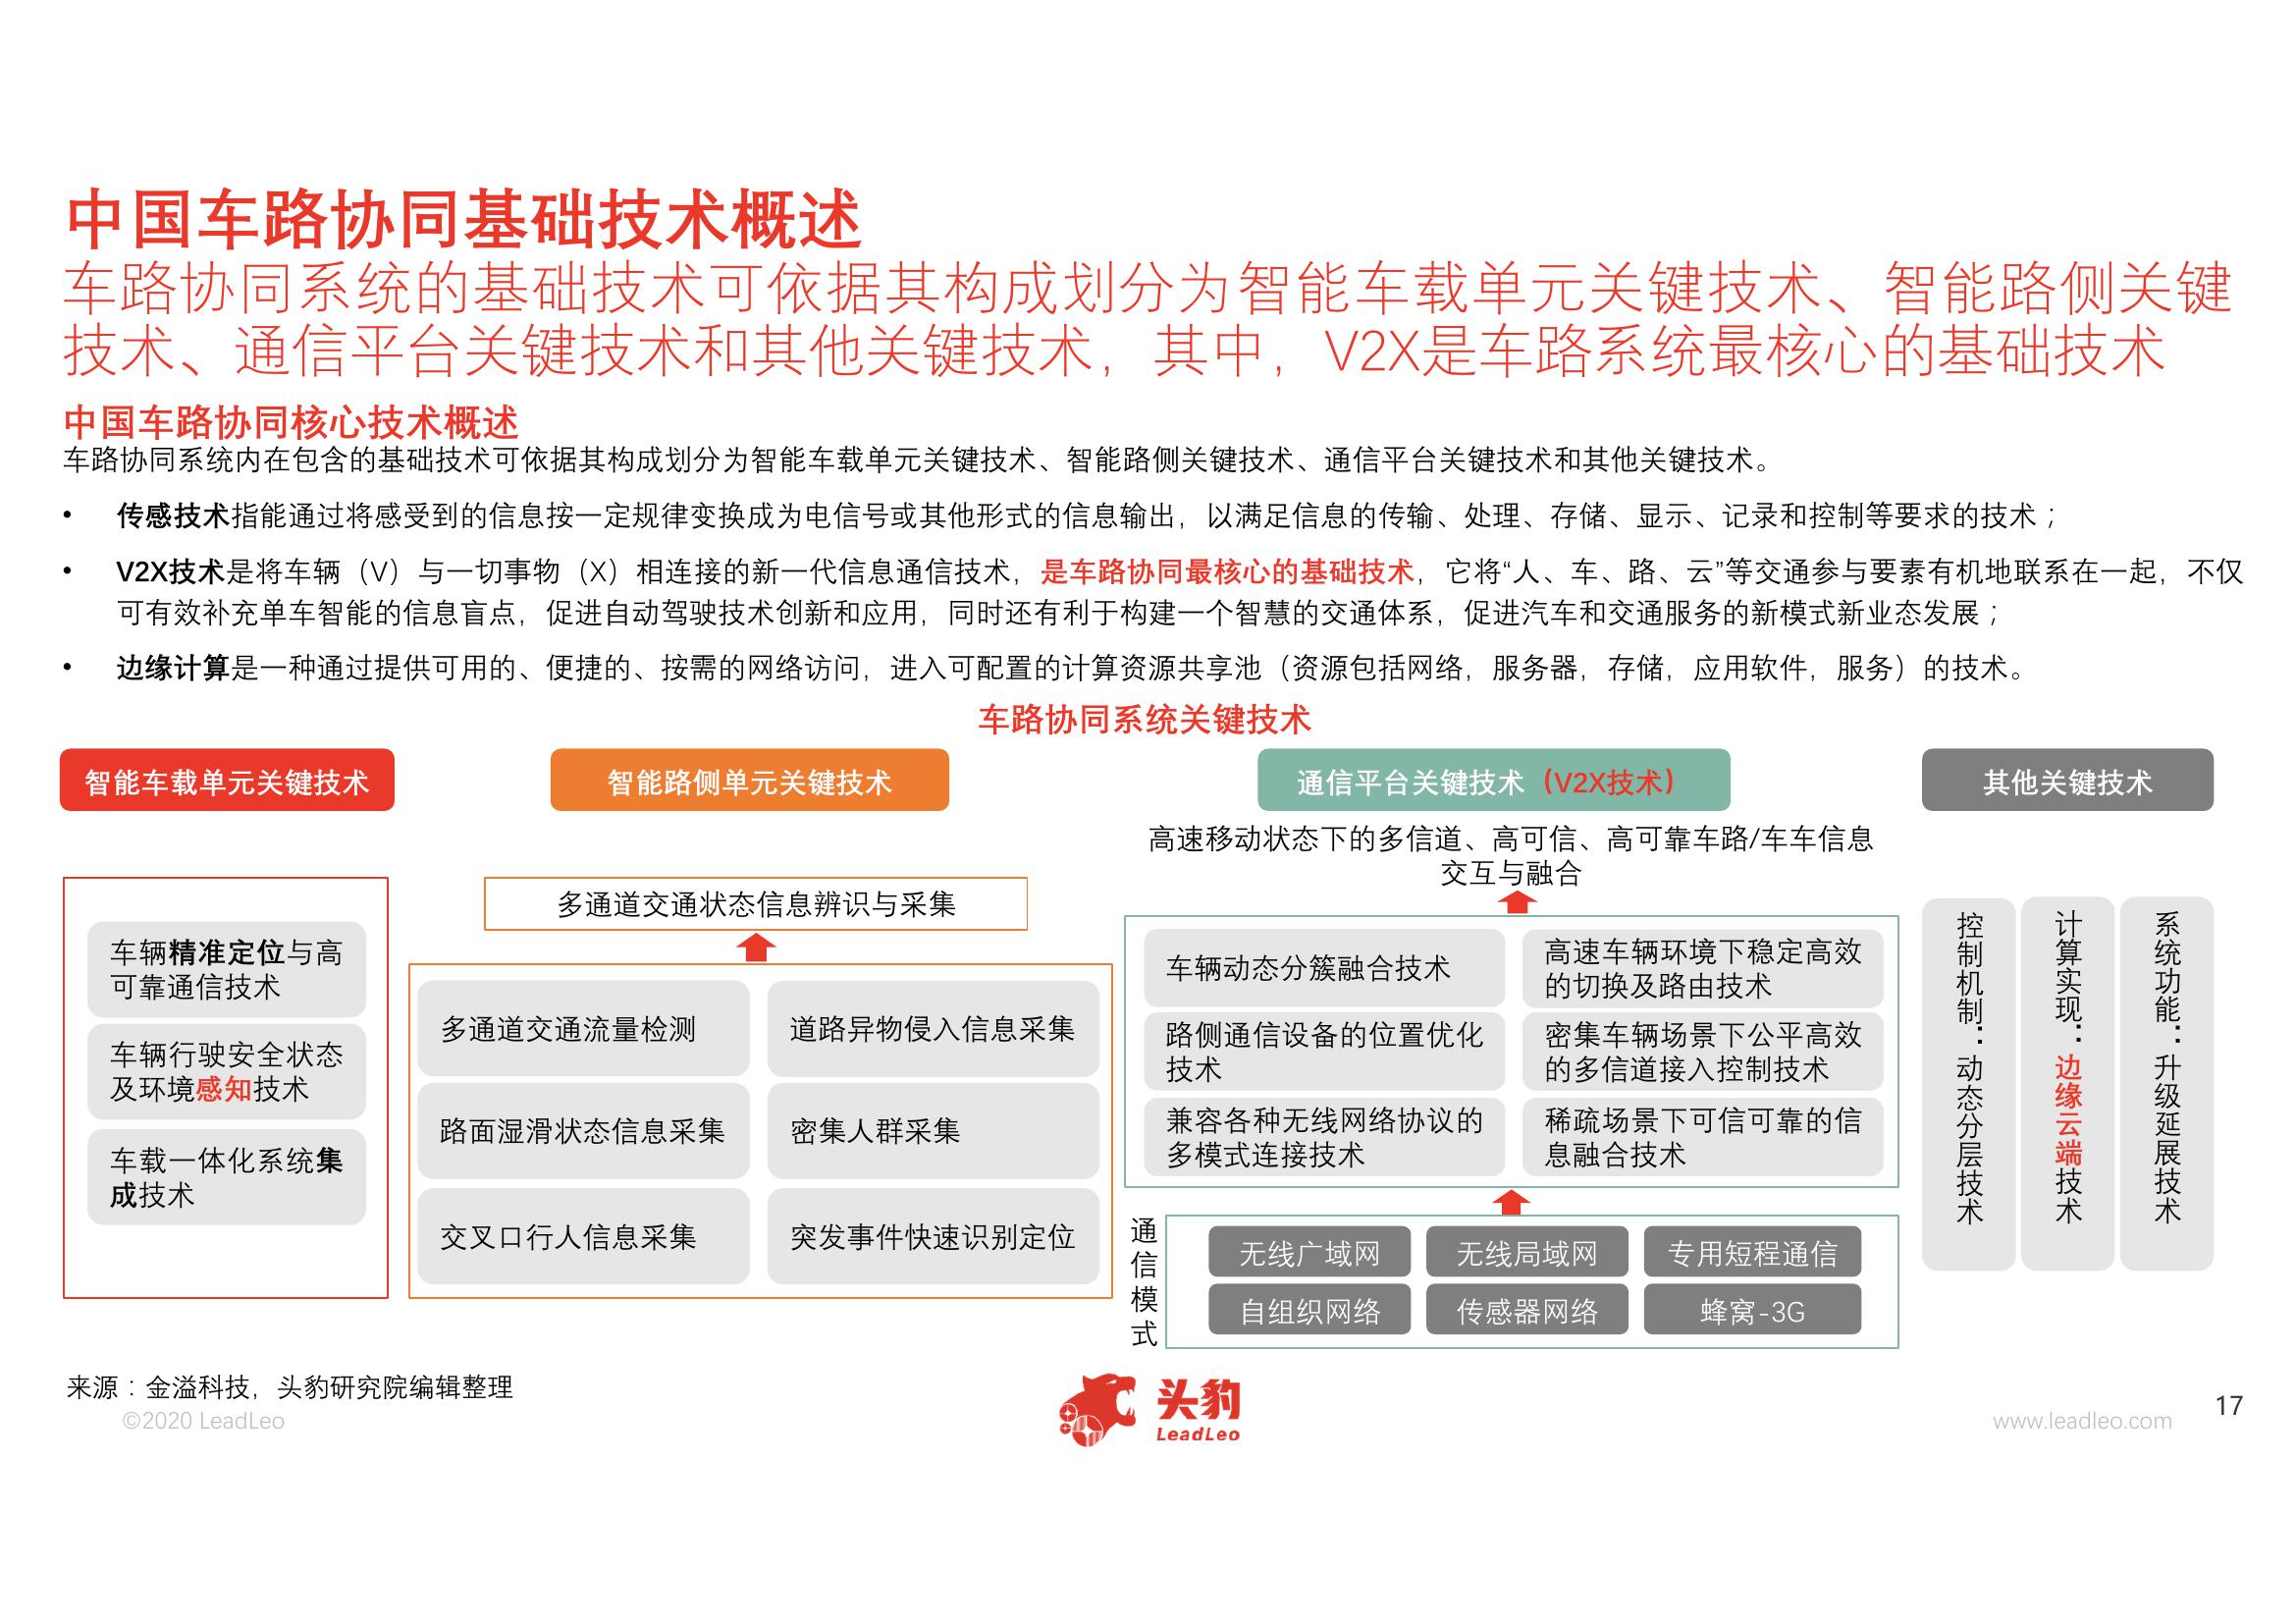 中国车路协同基础技术概述
车路协同系统的基础技术可依据其构成划分为智能车载单元关键技术、智能路侧关键
技术、通信平台关键技术和其他关键技术，其中，V2X是车路系统最核心的基础技术
中国车路协同核心技术概述
车路协同系统内在包含的基础技术可依据其构成划分为智能车载单元关键技术、智能路侧关键技术、通信平台关键技术和其他关键技术。
• 传感技术指能通过将感受到的信息按一定规律变换成为电信号或其他形式的信息输出，以满足信息的传输、处理、存储、显示、记录和控制等要求的技术；
• V2X技术是将车辆（V）与一切事物（X）相连接的新一代信息通信技术，是车路协同最核心的基础技术，它将“人、车、路、云”等交通参与要素有机地联系在一起，不仅
可有效补充单车智能的信息盲点，促进自动驾驶技术创新和应用，同时还有利于构建一个智慧的交通体系，促进汽车和交通服务的新模式新业态发展；
• 边缘计算是一种通过提供可用的、便捷的、按需的网络访问，进入可配置的计算资源共享池（资源包括网络，服务器，存储，应用软件，服务）的技术。
车路协同系统关键技术
智能车载单元关键技术
车辆精准定位与高
可靠通信技术
车辆行驶安全状态
及环境感知技术
车载一体化系统集
成技术
智能路侧单元关键技术
多通道交通状态信息辨识与采集
多通道交通流量检测
道路异物侵入信息采集
路面湿滑状态信息采集
密集人群采集
交叉口行人信息采集
突发事件快速识别定位
通信平台关键技术（V2X技术）
高速移动状态下的多信道、高可信、高可靠车路/车车信息
交互与融合
车辆动态分簇融合技术
高速车辆环境下稳定高效
的切换及路由技术
路侧通信设备的位置优化
技术
密集车辆场景下公平高效
的多信道接入控制技术
兼容各种无线网络协议的
多模式连接技术
稀疏场景下可信可靠的信
息融合技术
通信模式
无线广域网
无线局域网
专用短程通信
自组织网络
传感器网络
蜂窝-3G
其他关键技术
控制机制：动态分层技术
计算实现：边缘云端技术
系统功能：升级延展技术
来源：金溢科技，头豹研究院编辑整理
©2020 LeadLeo
头豹
LeadLeo
www.leadleo.com
17